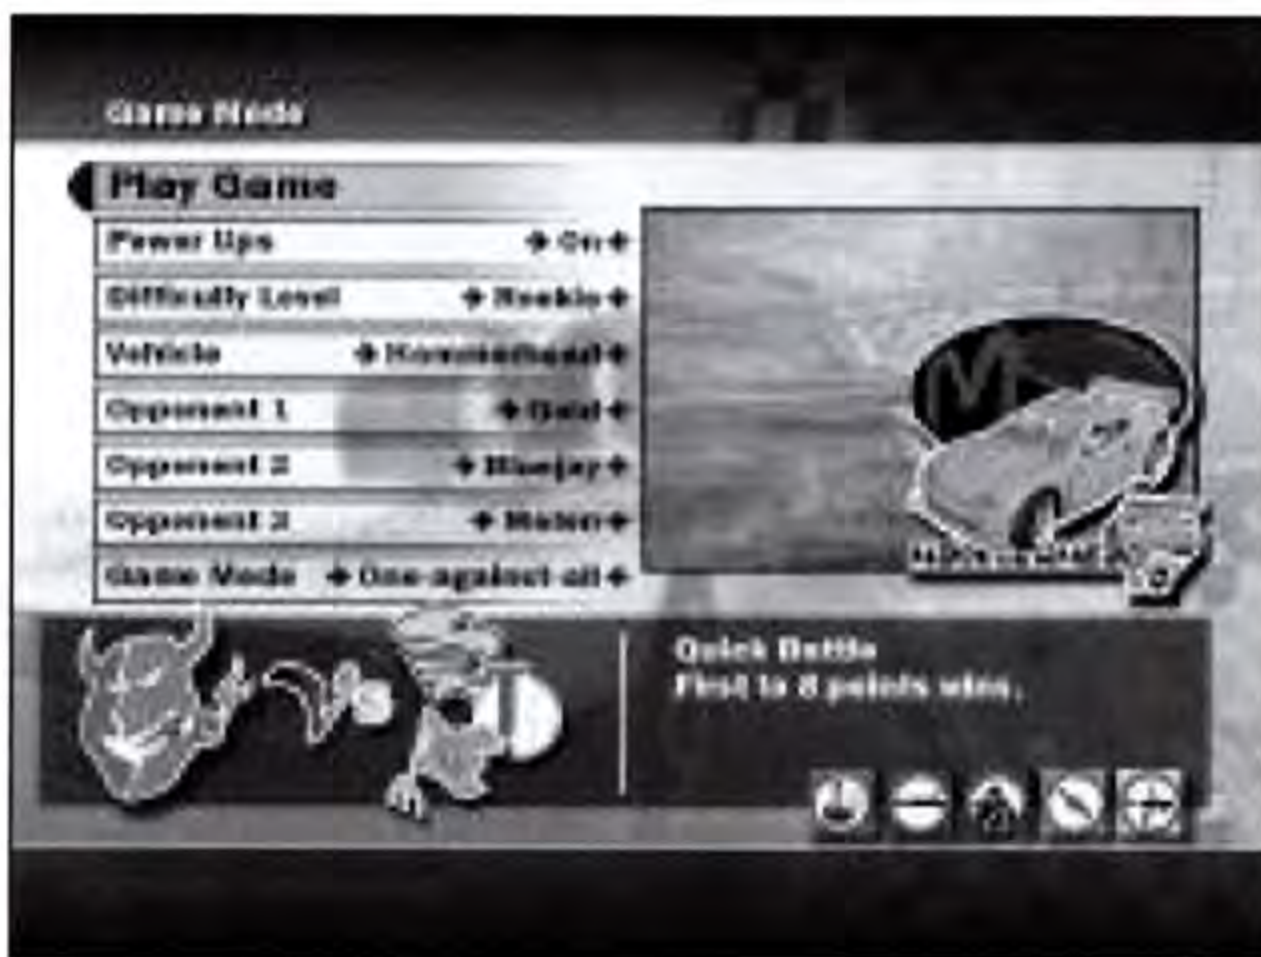 Game Mode
Play Game
Power Ups On
Difficulty Level Rookie
Vehicle Hammerhead
Opponent 1
Opponent 2 Bluejay
Opponent 3
Game Mode One-against-all
Quick Battle
First to 8 points wins.